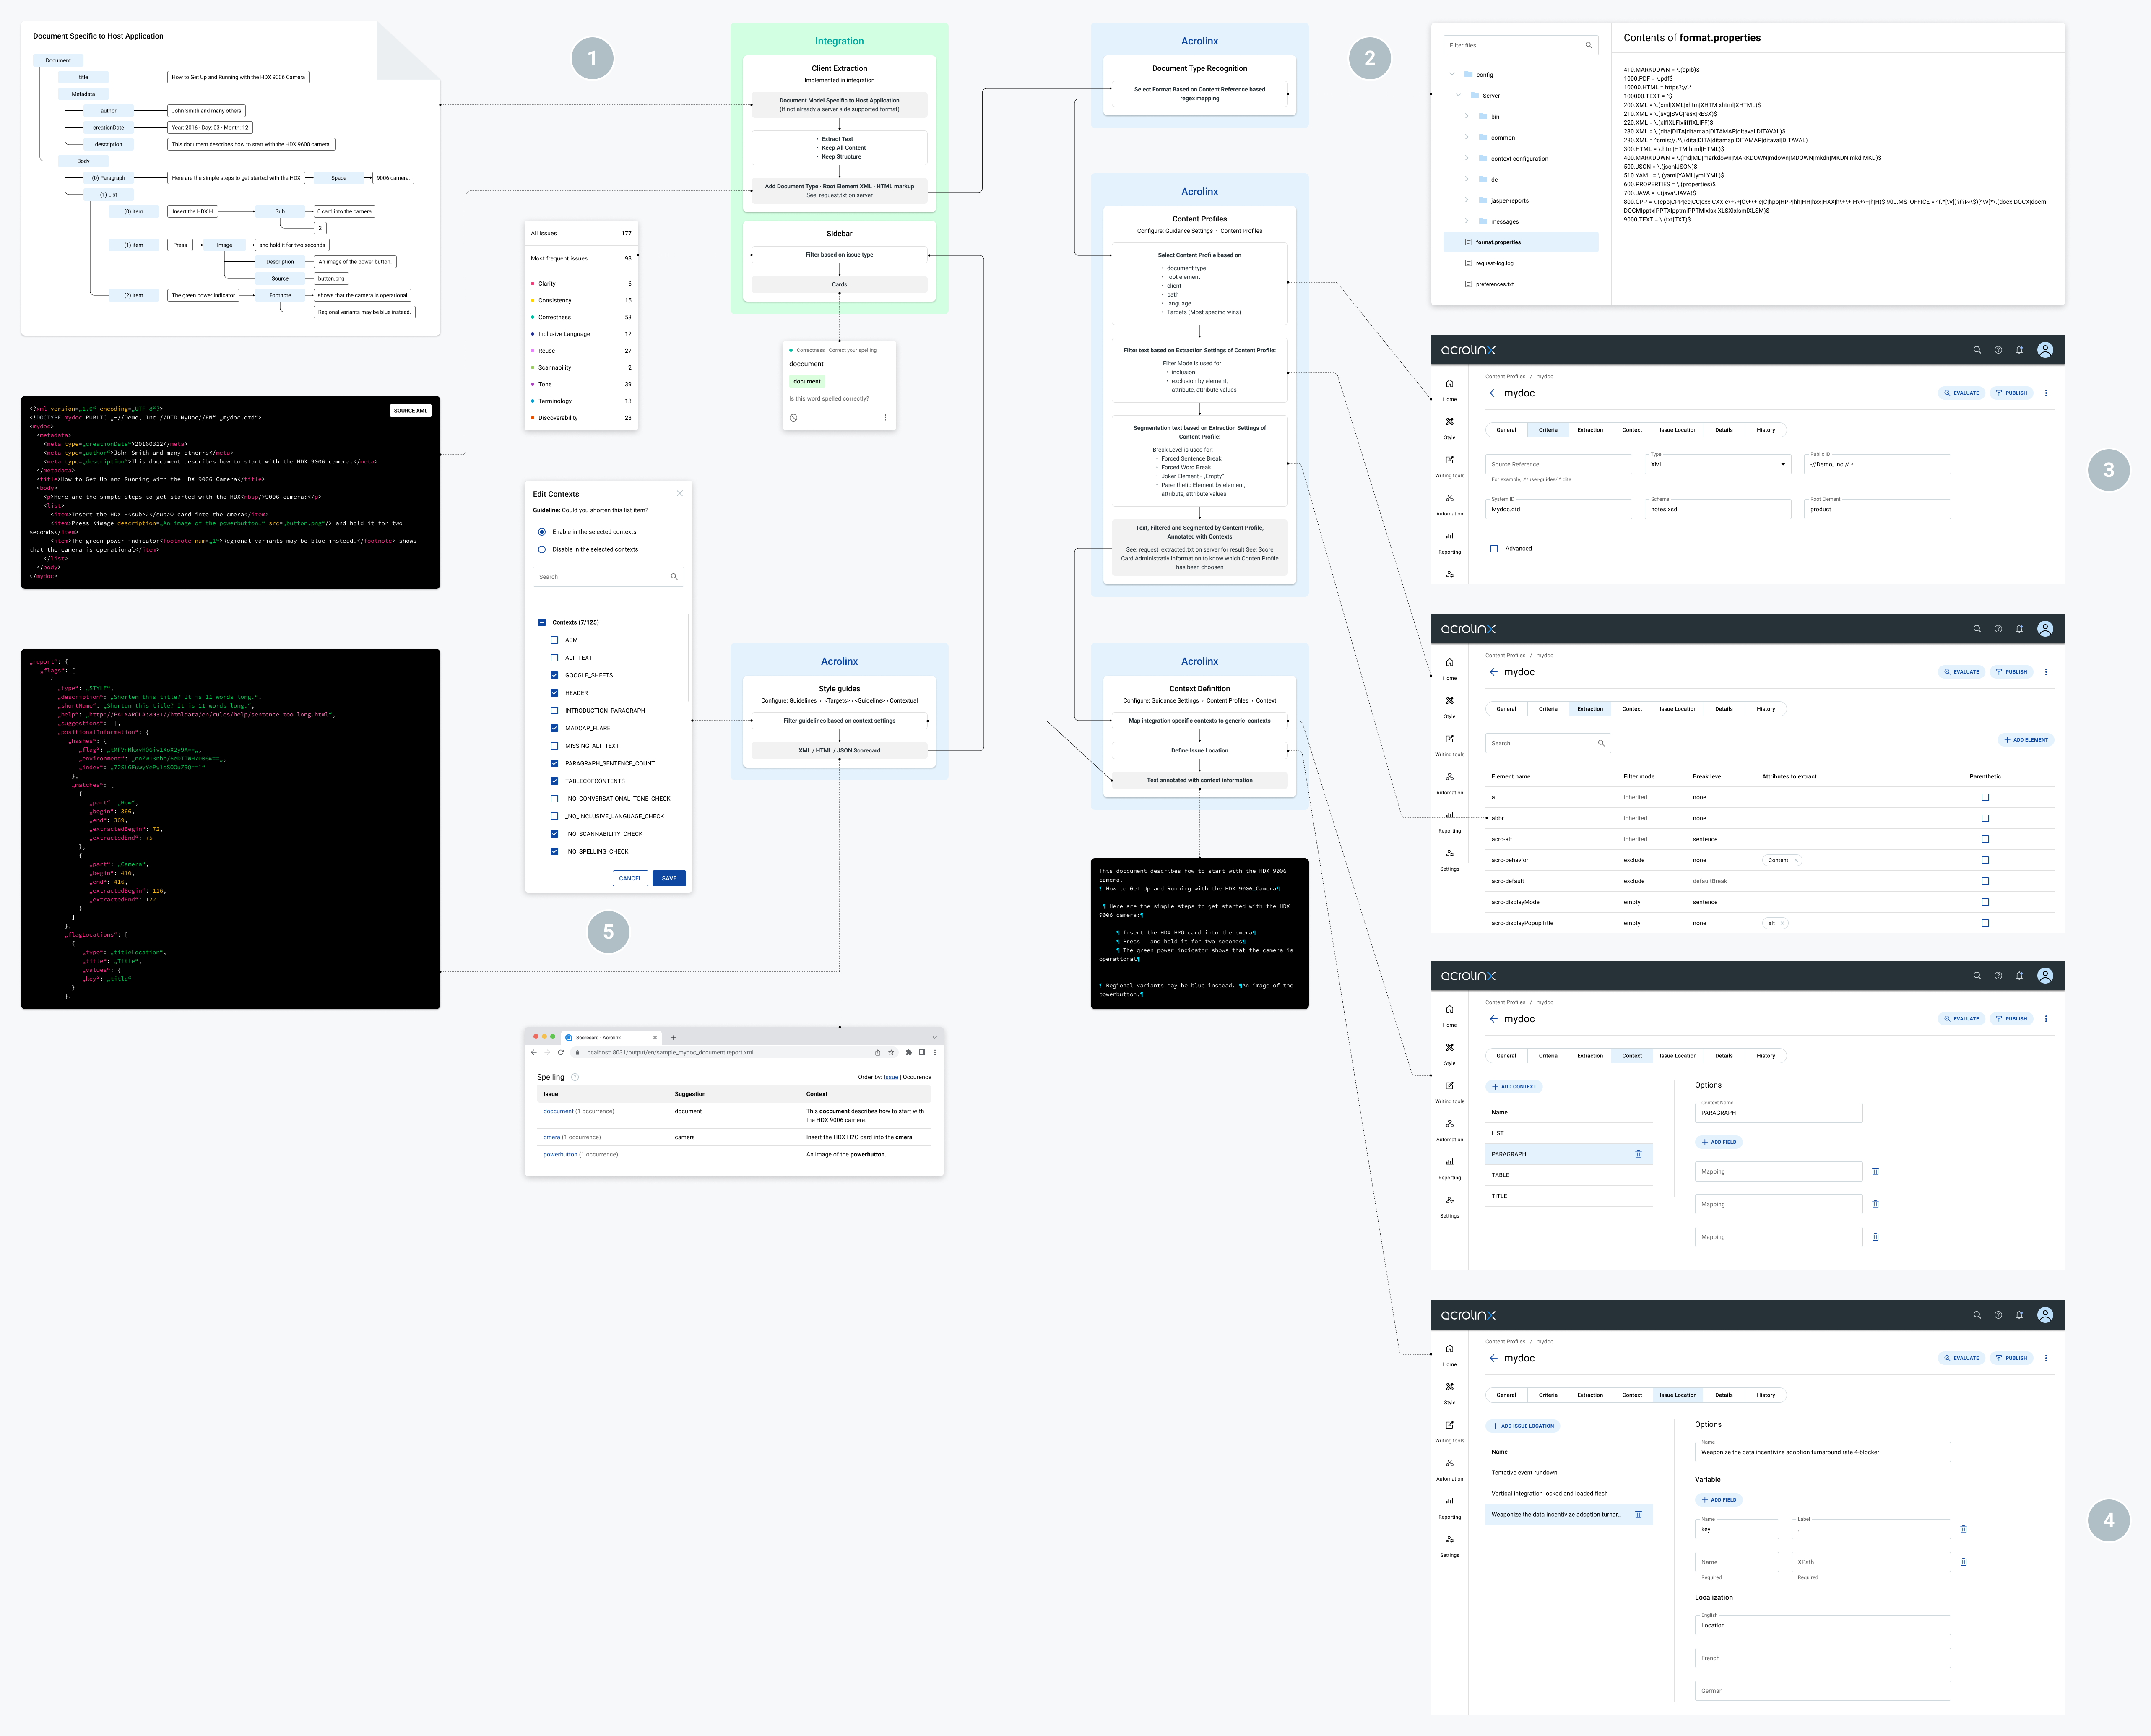 Document Specific to Host Application
Document
title
How to Get Up and Running with the HDX 9006 Camera
Metadata
author
John Smith and many others
creationDate
Year: 2016 · Day: 03 · Month: 12
description
This document describes how to start with the HDX 9600 camera.
Body
(0) Paragraph
Here are the simple steps to get started with the HDX
Space
9006 camera:
(1) List
(0) item
Insert the HDX H
Sub
0 card into the camera
2
(1) item
Press
Image
and hold it for two seconds
Description
An image of the power button.
Source
button.png
(2) item
The green power indicator
Footnote
shows that the camera is operational
Regional variants may be blue instead.
1
Integration
Client Extraction
Implemented in integration
Document Model Specific to Host Application
(If not already a server side supported format)
• Extract Text
• Keep All Content
• Keep Structure
Add Document Type · Root Element XML · HTML markup
See: request.txt on server
Sidebar
Filter based on issue type
Cards
All Issues 177
Most frequent issues 98
Clarity 6
Consistency 15
Correctness 53
Inclusive Language 12
Reuse 27
Scannability 2
Tone 39
Terminology 13
Discoverability 28
Correctness · Correct your spelling
doccument
document
Is this word spelled correctly?
Acrolinx
Document Type Recognition
Select Format Based on Content Reference based
regex mapping
2
Filter files
config
Server
bin
common
context configuration
de
jasper-reports
messages
format.properties
request-log.log
preferences.txt
Contents of format.properties
410.MARKDOWN = \.(apib)$
1000.PDF = \.pdf$
10000.HTML = https?://.*
100000.TEXT = ^$
200.XML = \.(xml|XML|xhtm|XHTM|xhtml|XHTML)$
210.XML = \.(svg|SVG|resx|RESX)$
220.XML = \.(xlf|XLF|xliff|XLIFF)$
230.XML = \.(dita|DITA|ditamap|DITAMAP|ditaval|DITAVAL)$
280.XML = ^cmis://.*\.(dita|DITA|ditamap|DITAMAP|ditaval|DITAVAL)
300.HTML = \.htm|HTM|html|HTML)$
400.MARKDOWN = \.(md|MD|markdown|MARKDOWN|mdown|MDOWN|mkdn|MKDN|mkd|MKD)$
500.JSON = \.(json|JSON)$
510.YAML = \.(yaml|YAML|yml|YML)$
600.PROPERTIES = \.(properties)$
700.JAVA = \.(java|JAVA)$
800.CPP = \.(cpp|CPP|cc|CC|cxx|CXX|c\+\+|C\+\+|c|C|hpp|HPP|hh|HH|hxx|HXX|h\+\+|H\+\+|h|H)$ 900.MS_OFFICE = ^(.*[\V])?(?!~\$)[^\V]*\.(docx|DOCX|docm|
DOCM|pptx|PPTX|pptm|PPTM|xlsx|XLSX|xlsm|XLSM)$
9000.TEXT = \.(txt|TXT)$
Acrolinx
Content Profiles
Configure: Guidance Settings › Content Profiles
Select Content Profile based on
• document type
• root element
• client
• path
• language
• Targets (Most specific wins)
Filter text based on Extraction Settings of Content Profile:
Filter Mode is used for
• inclusion
• exclusion by element,
attribute, attribute values
Segmentation text based on Extraction Settings of
Content Profile:
Break Level is used for:
• Forced Sentence Break
• Forced Word Break
• Joker Element - „Empty"
• Parenthetic Element by element,
attribute, attribute values
Text, Filtered and Segmented by Content Profile,
Annotated with Contexts
See: request_extracted.txt on server for result See: Score
Card Administrativ information to know which Conten Profile
has been choosen
SOURCE XML
<?xml version=„1.0" encoding=„UTF-8"?>
<!DOCTYPE mydoc PUBLIC „-//Demo, Inc.//DTD MyDoc//EN" „mydoc.dtd">
<mydoc>
<metadata>
<meta type=„creationDate">20160312</meta>
<meta type=„author">John Smith and many otherrs</meta>
<meta type=„description">This doccument describes how to start with the HDX 9006 camera.</meta>
</metadata>
<title>How to Get Up and Running with the HDX 9006 Camera</title>
<body>
<p>Here are the simple steps to get started with the HDX<nbsp/>9006 camera:</p>
<list>
<item>Insert the HDX H<sub>2</sub>O card into the cmera</item>
<item>Press <image description=„An image of the powerbutton." src=„button.png"/> and hold it for two
seconds</item>
<item>The green power indicator<footnote num=„1">Regional variants may be blue instead.</footnote> shows
that the camera is operational</item>
</list>
</body>
</mydoc>
Edit Contexts
Guideline: Could you shorten this list item?
Enable in the selected contexts
Disable in the selected contexts
Search
Contexts (7/125)
AEM
ALT_TEXT
GOOGLE_SHEETS
HEADER
INTRODUCTION_PARAGRAPH
MADCAP_FLARE
MISSING_ALT_TEXT
PARAGRAPH_SENTENCE_COUNT
TABLECOFCONTENTS
_NO_CONVERSATIONAL_TONE_CHECK
_NO_INCLUSIVE_LANGUAGE_CHECK
_NO_SCANNABILITY_CHECK
_NO_SPELLING_CHECK
CANCEL
SAVE
5
Acrolinx
Style guides
Configure: Guidelines › <Targets> › <Guideline> › Contextual
Filter guidelines based on context settings
XML / HTML / JSON Scorecard
Acrolinx
Context Definition
Configure: Guidance Settings › Content Profiles › Context
Map integration specific contexts to generic contexts
Define Issue Location
Text annotated with context information
This doccument describes how to start with the HDX 9006
camera.
¶ How to Get Up and Running with the HDX 9006_Camera¶
¶ Here are the simple steps to get started with the HDX
9006 camera:¶
¶ Insert the HDX H2O card into the cmera¶
¶ Press and hold it for two seconds¶
¶ The green power indicator shows that the camera is
operational¶
¶ Regional variants may be blue instead. ¶An image of the
powerbutton.¶
„report": {
„flags": [
{
„type": „STYLE",
„description": „Shorten this title? It is 11 words long.",
„shortName": „Shorten this title? It is 11 words long.",
„help": „http://PALMAROLA:8031//htmldata/en/rules/help/sentence_too_long.html",
„suggestions": [],
„positionalInformation": {
„hashes": {
„flag":
„environment":
„index":
},
„matches": [
{
„part": „How",
„begin": 366,
„end": 369,
„extractedBegin": 72,
„extractedEnd": 75
},
{
„part": „Camera",
„begin": 410,
„end": 416,
„extractedBegin": 116,
„extractedEnd": 122
}
]
},
„flagLocations": [
{
„type": „titleLocation",
„title": „Title",
„values": {
„key": „title"
}
},
Scorecard - Acrolinx
Localhost: 8031/output/en/sample_mydoc_document.report.xml
Spelling
Order by: Issue | Occurence
Issue Suggestion Context
doccument (1 occurrence) document This doccument describes how to start with
the HDX 9006 camera.
cmera (1 occurrence) camera Insert the HDX H2O card into the cmera
powerbutton (1 occurrence) An image of the powerbutton.
acrolinx
Content Profiles / mydoc
mydoc
EVALUATE
PUBLISH
General Criteria Extraction Context Issue Location Details History
Home
Style
Writing tools
Automation
Reporting
Source Reference
For example, .*/user-guides/.*.dita
Type
XML
Public ID
-//Demo, Inc.//.*
System ID
Mydoc.dtd
Schema
notes.xsd
Root Element
product
Advanced
3
acrolinx
Content Profiles / mydoc
mydoc
EVALUATE
PUBLISH
General Criteria Extraction Context Issue Location Details History
Home
Style
Writing tools
Automation
Reporting
Settings
Search
ADD ELEMENT
Element name Filter mode Break level Attributes to extract Parenthetic
a inherited none
abbr inherited none
acro-alt inherited sentence
acro-behavior exclude none Content
acro-default exclude defaultBreak
acro-displayMode empty sentence
acro-displayPopupTitle empty none alt
acrolinx
Content Profiles / mydoc
mydoc
EVALUATE
PUBLISH
General Criteria Extraction Context Issue Location Details History
Home
Style
Writing tools
Automation
Reporting
Settings
ADD CONTEXT
Name
LIST
PARAGRAPH
TABLE
TITLE
Options
Context Name
PARAGRAPH
ADD FIELD
Mapping
Mapping
Mapping
acrolinx
Content Profiles / mydoc
mydoc
EVALUATE
PUBLISH
General Criteria Extraction Context Issue Location Details History
Home
Style
Writing tools
Automation
Reporting
Settings
ADD ISSUE LOCATION
Name
Tentative event rundown
Vertical integration locked and loaded flesh
Weaponize the data incentivize adoption turnar...
Options
Name
Weaponize the data incentivize adoption turnaround rate 4-blocker
Variable
ADD FIELD
Name
key
Label
.
Name
Required
XPath
Required
Localization
English
Location
French
German
4